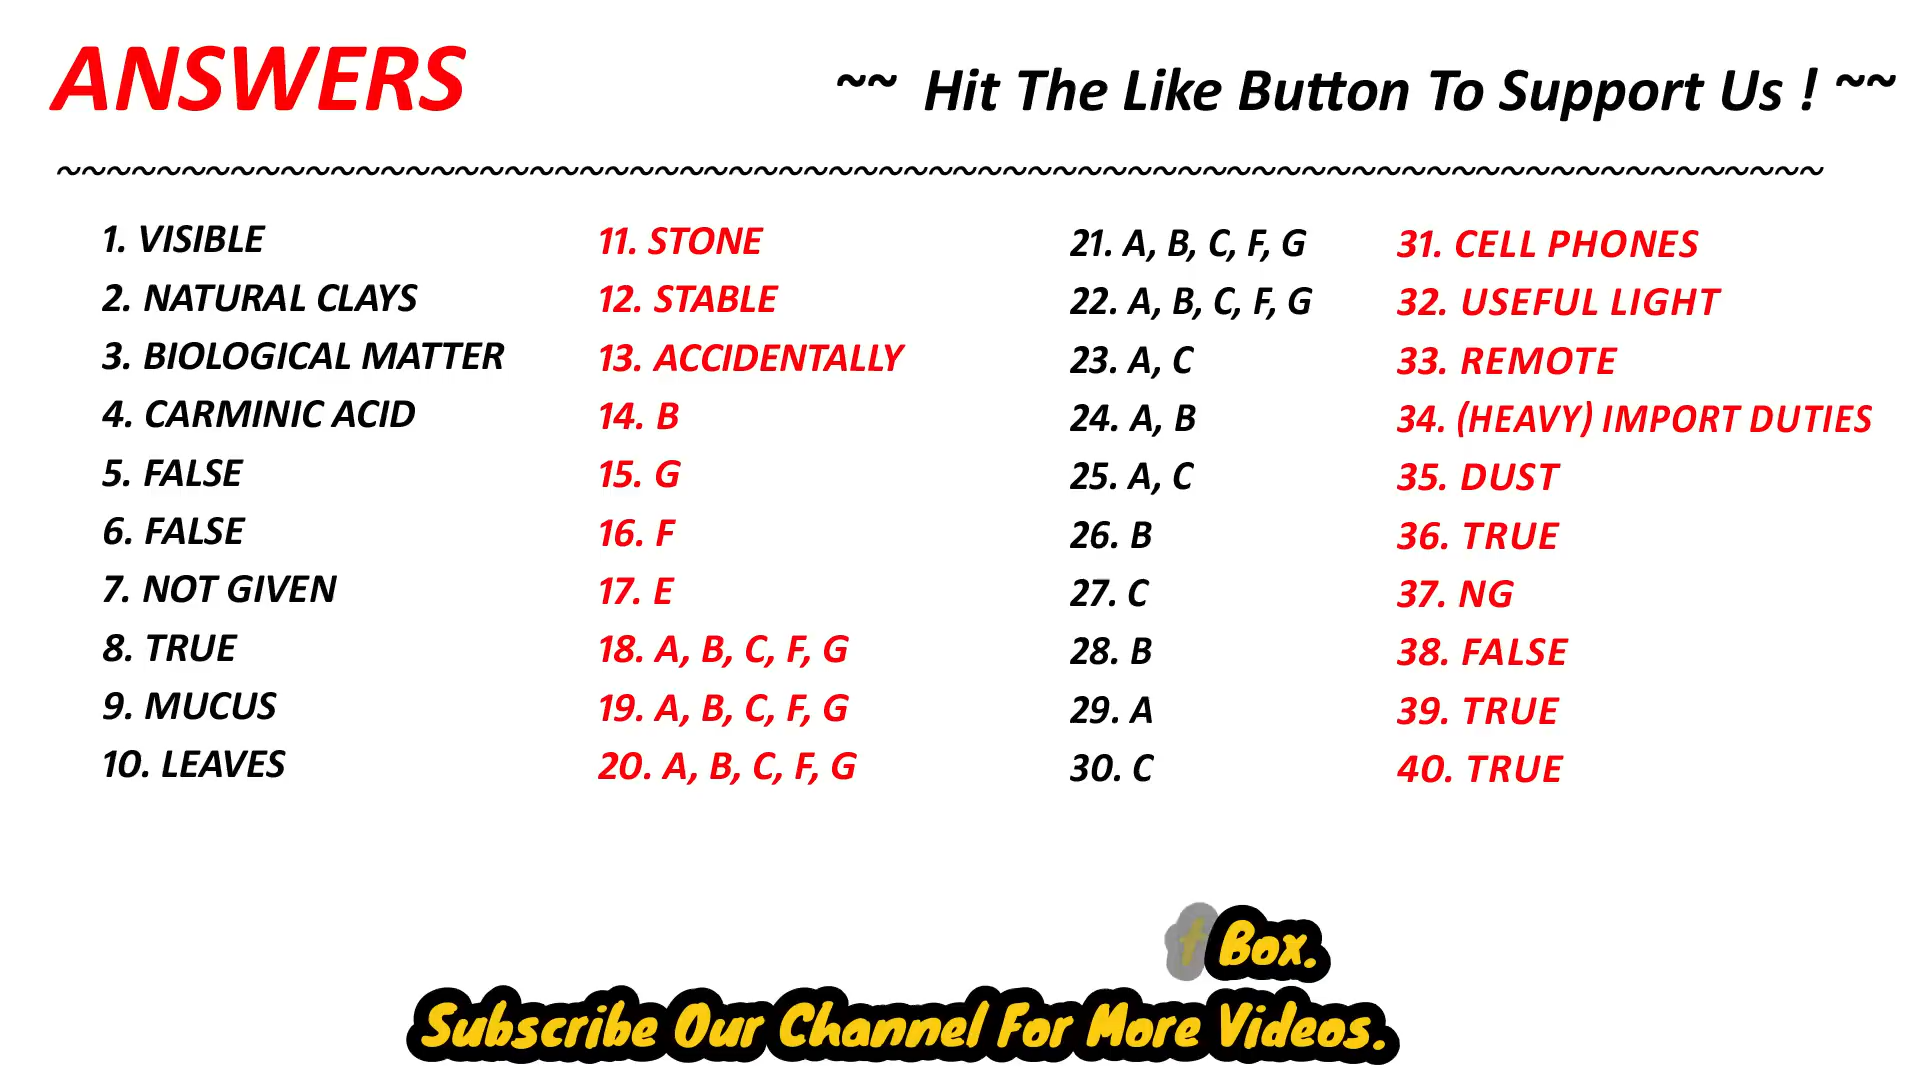 ANSWERS
~~ Hit The Like Button To Support Us ! ~~
~~~~~~~~~~~~~~~~~~~~~~~~~~~~~~~~~~~~~~~~~~~~~~~~~~~~~~~~~~~~~~~~~~~~~~~
1. VISIBLE
2. NATURAL CLAYS
3. BIOLOGICAL MATTER
4. CARMINIC ACID
5. FALSE
6. FALSE
7. NOT GIVEN
8. TRUE
9. MUCUS
10. LEAVES
11. STONE
12. STABLE
13. ACCIDENTALLY
14. B
15. G
16. F
17. E
18. A, B, C, F, G
19. A, B, C, F, G
20. A, B, C, F, G
21. A, B, C, F, G
22. A, B, C, F, G
23. A, C
24. A, B
25. A, C
26. B
27. C
28. B
29. A
30. C
31. CELL PHONES
32. USEFUL LIGHT
33. REMOTE
34. (HEAVY) IMPORT DUTIES
35. DUST
36. TRUE
37. NG
38. FALSE
39. TRUE
40. TRUE
t Box.
Subscribe Our Channel For More Videos.